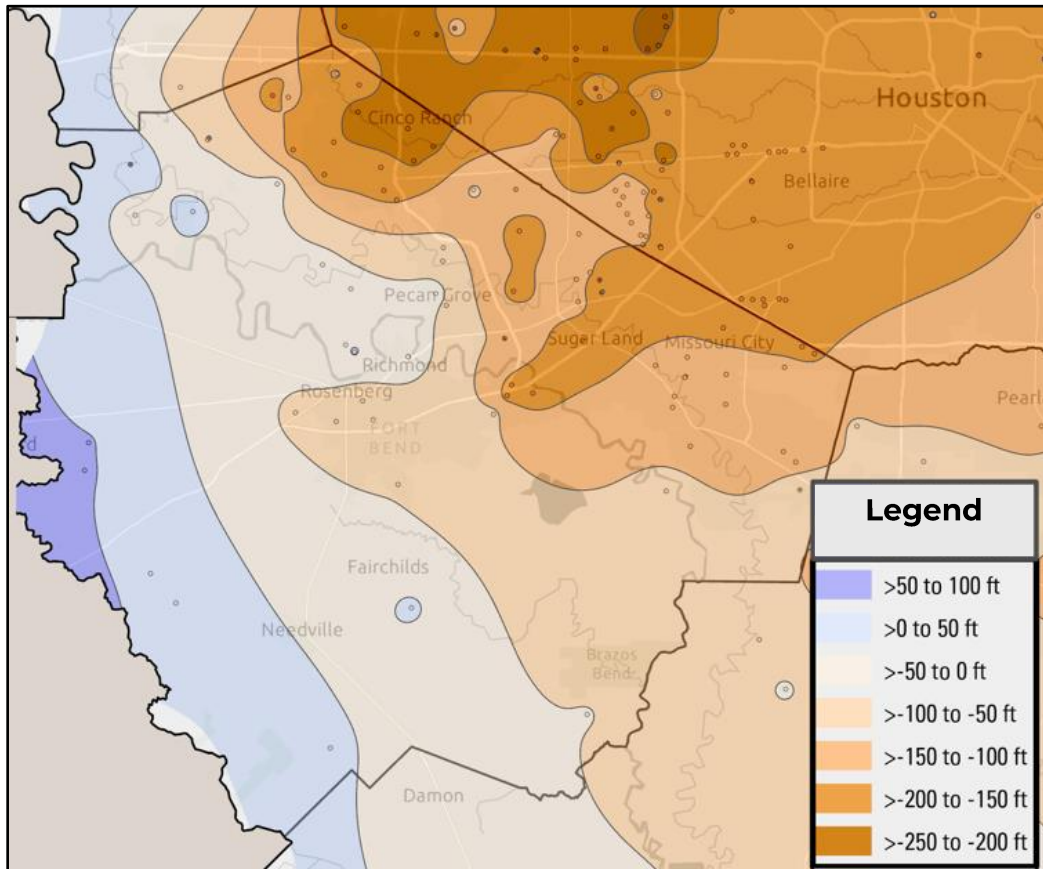 Houston
Cinco Ranch
Bellaire
Pecan Grove
Sugar Land
Missouri City
Richmond
Rosenberg
Pearl
FORT
BEND
d
Legend
>50 to 100 ft
>0 to 50 ft
>-50 to 0 ft
>-100 to -50 ft
>-150 to -100 ft
>-200 to -150 ft
>-250 to -200 ft
Fairchilds
Needville
Brazos
Bend
Damon